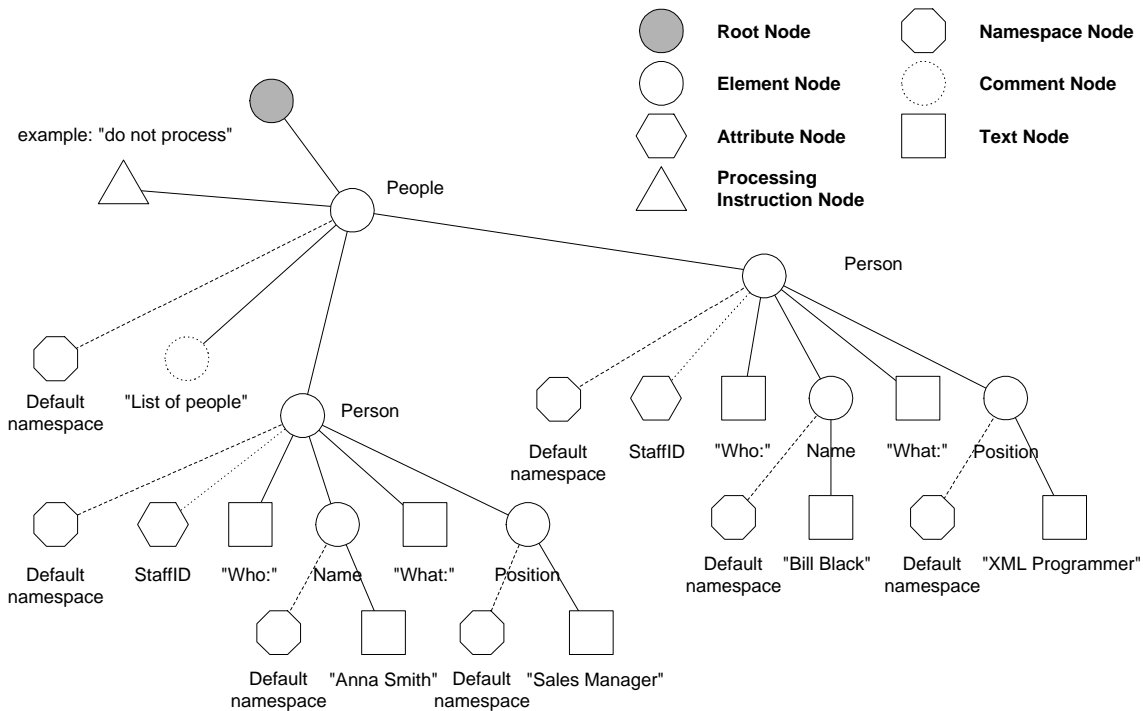 Root Node
Namespace Node
Element Node
Comment Node
example: "do not process"
Attribute Node
Text Node
Processing
Instruction Node
People
Person
Default
namespace
"List of people"
Person
Default
namespace
StaffID
"Who:"
Name
"What:"
Position
Default
namespace
StaffID
"Who:"
Name
"What:"
Position
Default
namespace
"Bill Black"
Default
namespace
"XML Programmer"
Default
namespace
"Anna Smith"
Default
namespace
"Sales Manager"